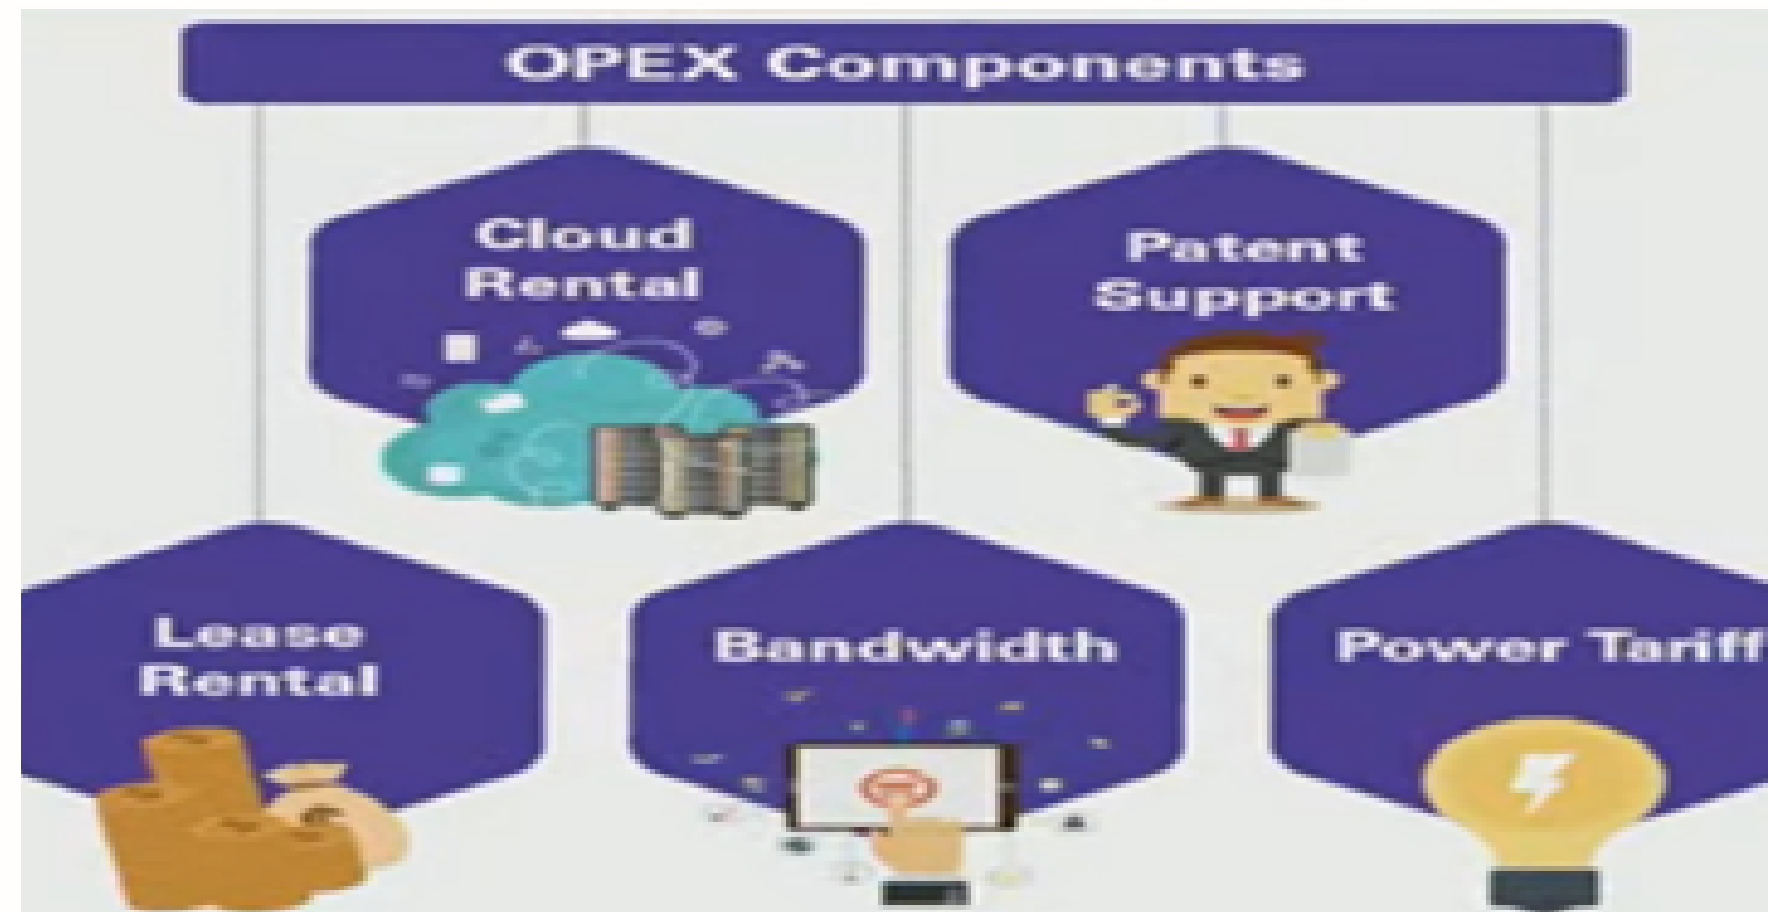 OPEX Components
Cloud
Rental
Patent
Support
Lease
Rental
Bandwidth
Power Tariff